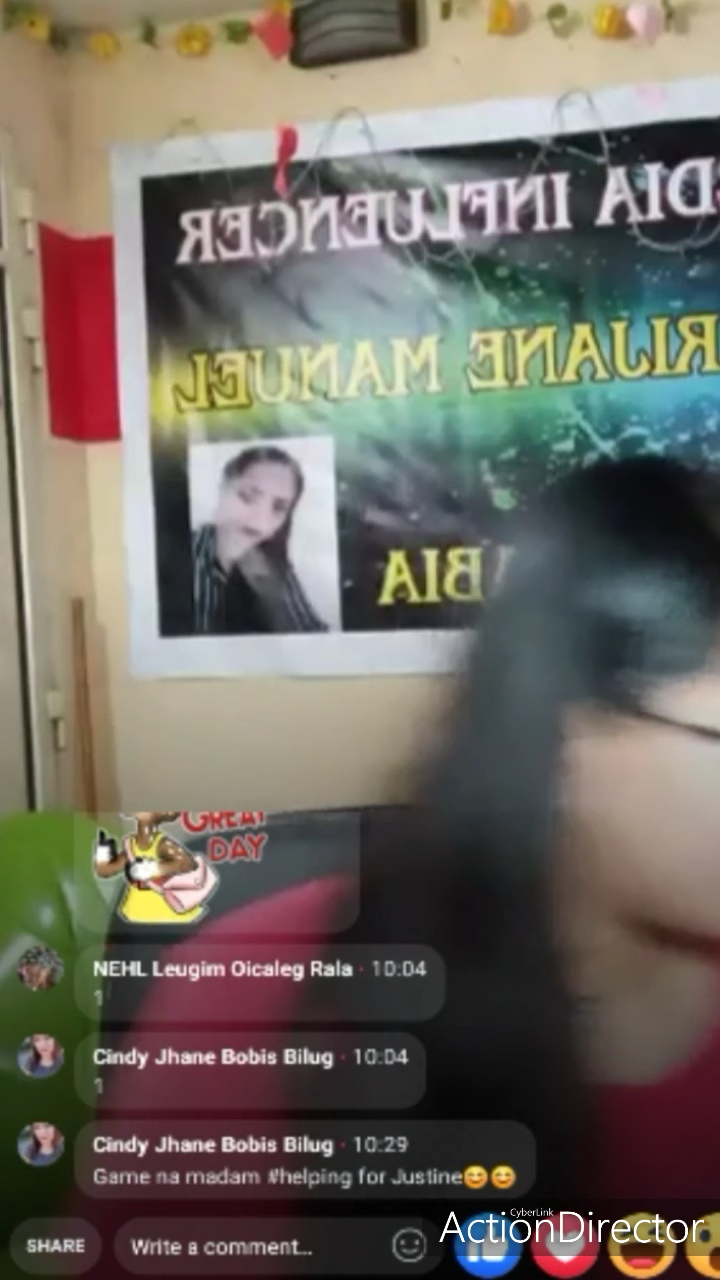 DIA INFLUENCER
RIJANE MANUEL
BIA
GREAT
DAY
NEHL Leugim Oicaleg Rala · 10:04
1
Cindy Jhane Bobis Bilug · 10:04
1
Cindy Jhane Bobis Bilug · 10:29
Game na madam #helping for Justine😊😊
SHARE
Write a comment...
CyberLink
ActionDirector